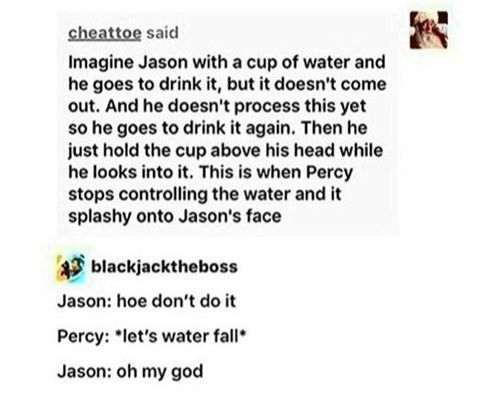 cheattoe said
Imagine Jason with a cup of water and
he goes to drink it, but it doesn't come
out. And he doesn't process this yet
so he goes to drink it again. Then he
just hold the cup above his head while
he looks into it. This is when Percy
stops controlling the water and it
splashy onto Jason's face
blackjacktheboss
Jason: hoe don't do it
Percy: *let's water fall*
Jason: oh my god